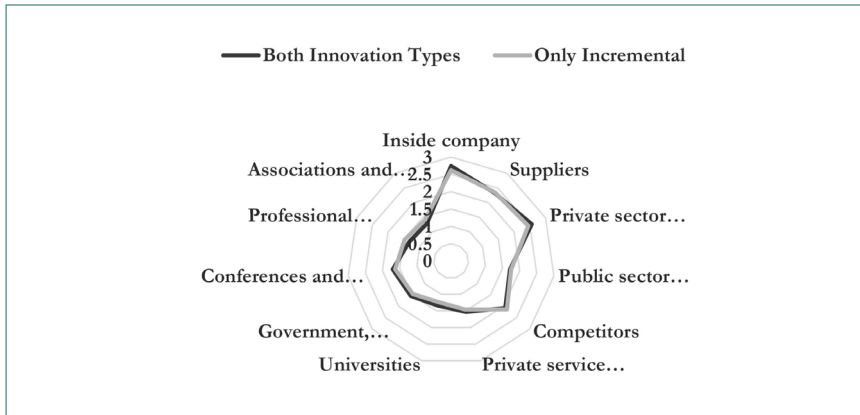 Both Innovation Types
Only Incremental
Inside company
Suppliers
Private sector…
Public sector…
Competitors
Private service…
Universities
Government,…
Conferences and…
Professional…
Associations and…
3
2.5
2
1.5
1
0.5
0